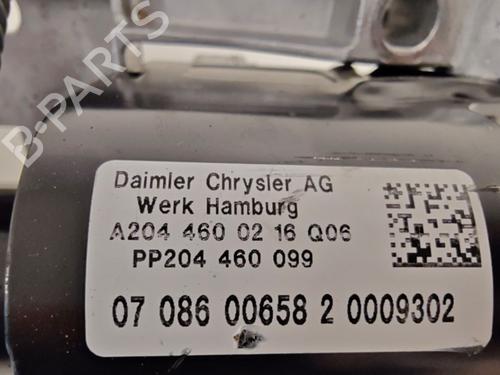 B-PARTS
Daimler Chrysler AG
Werk Hamburg
A204 460 02 16 Q06
PP204 460 099
07 086 00658 2 0009302